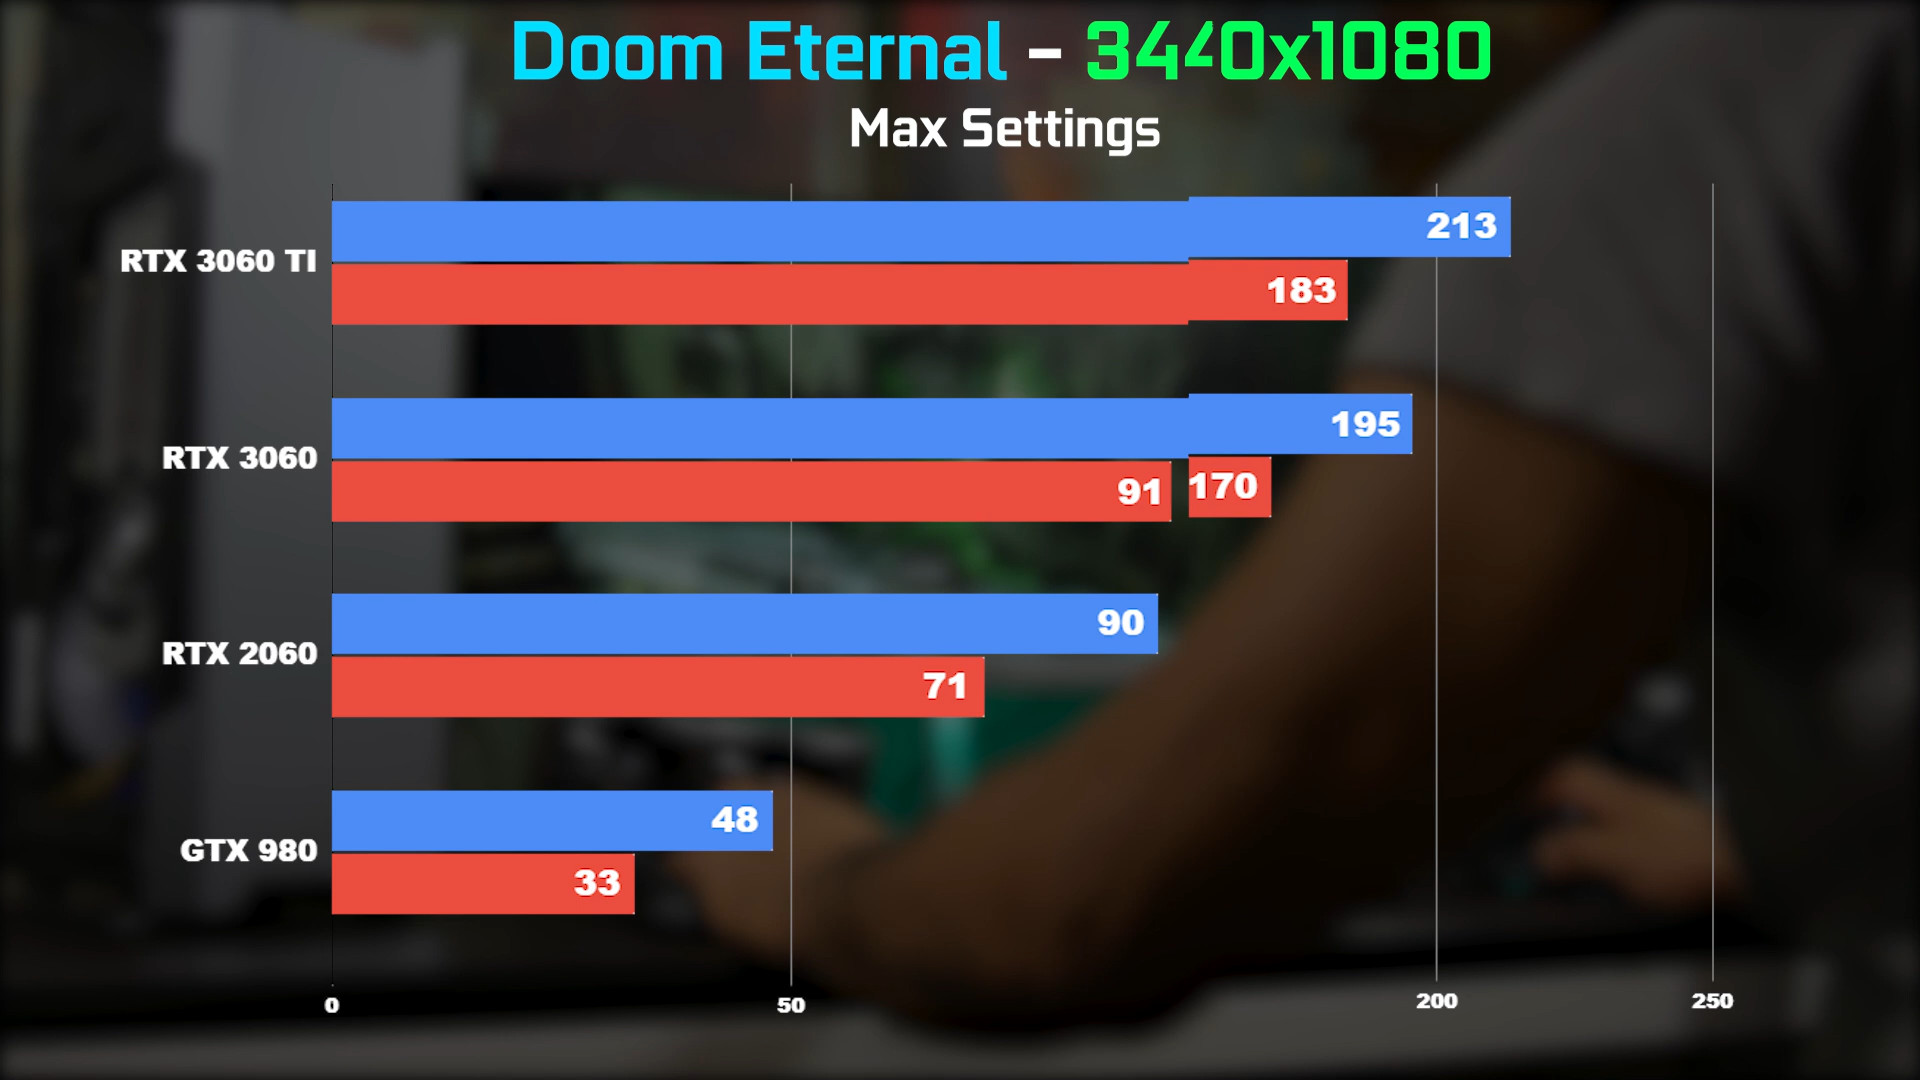 Doom Eternal – 3440x1080
Max Settings
RTX 3060 TI
213
183
RTX 3060
195
91
170
RTX 2060
90
71
GTX 980
48
33
0 50 200 250